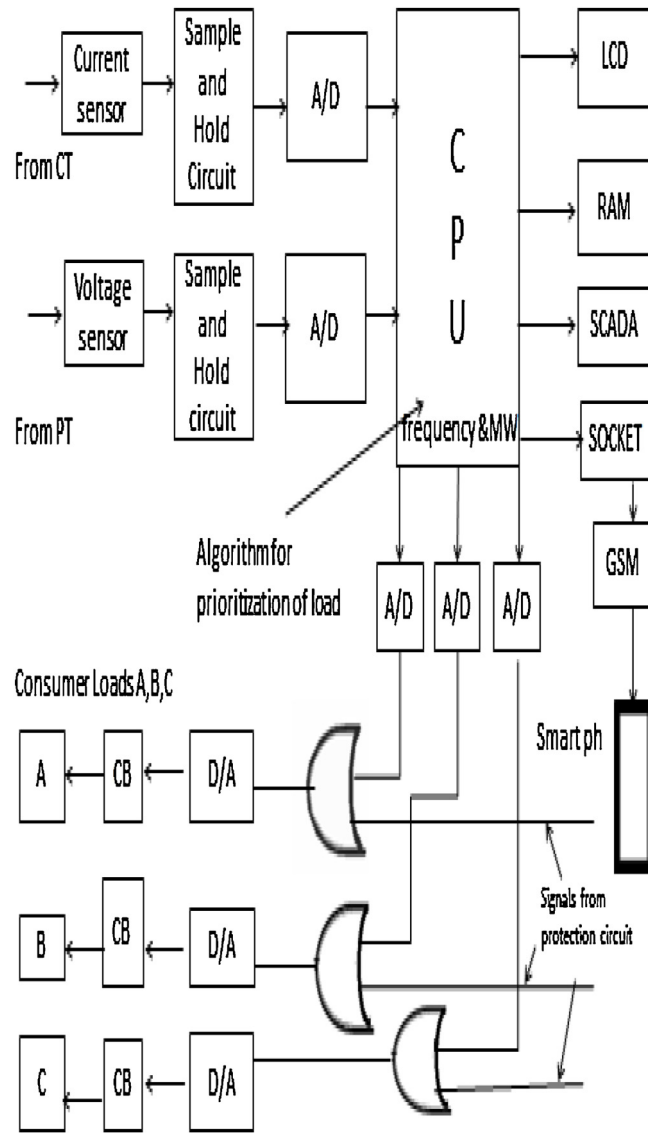 Current
sensor
Sample
and
Hold
Circuit
A/D
C
P
U
LCD
From CT
RAM
Voltage
sensor
Sample
and
Hold
circuit
A/D
SCADA
From PT
frequency &MW
SOCKET
Algorithm for
prioritization of load
GSM
A/D
A/D
A/D
Consumer Loads A,B,C
Smart ph
A
CB
D/A
Signals from
protection circuit
B
CB
D/A
C
CB
D/A